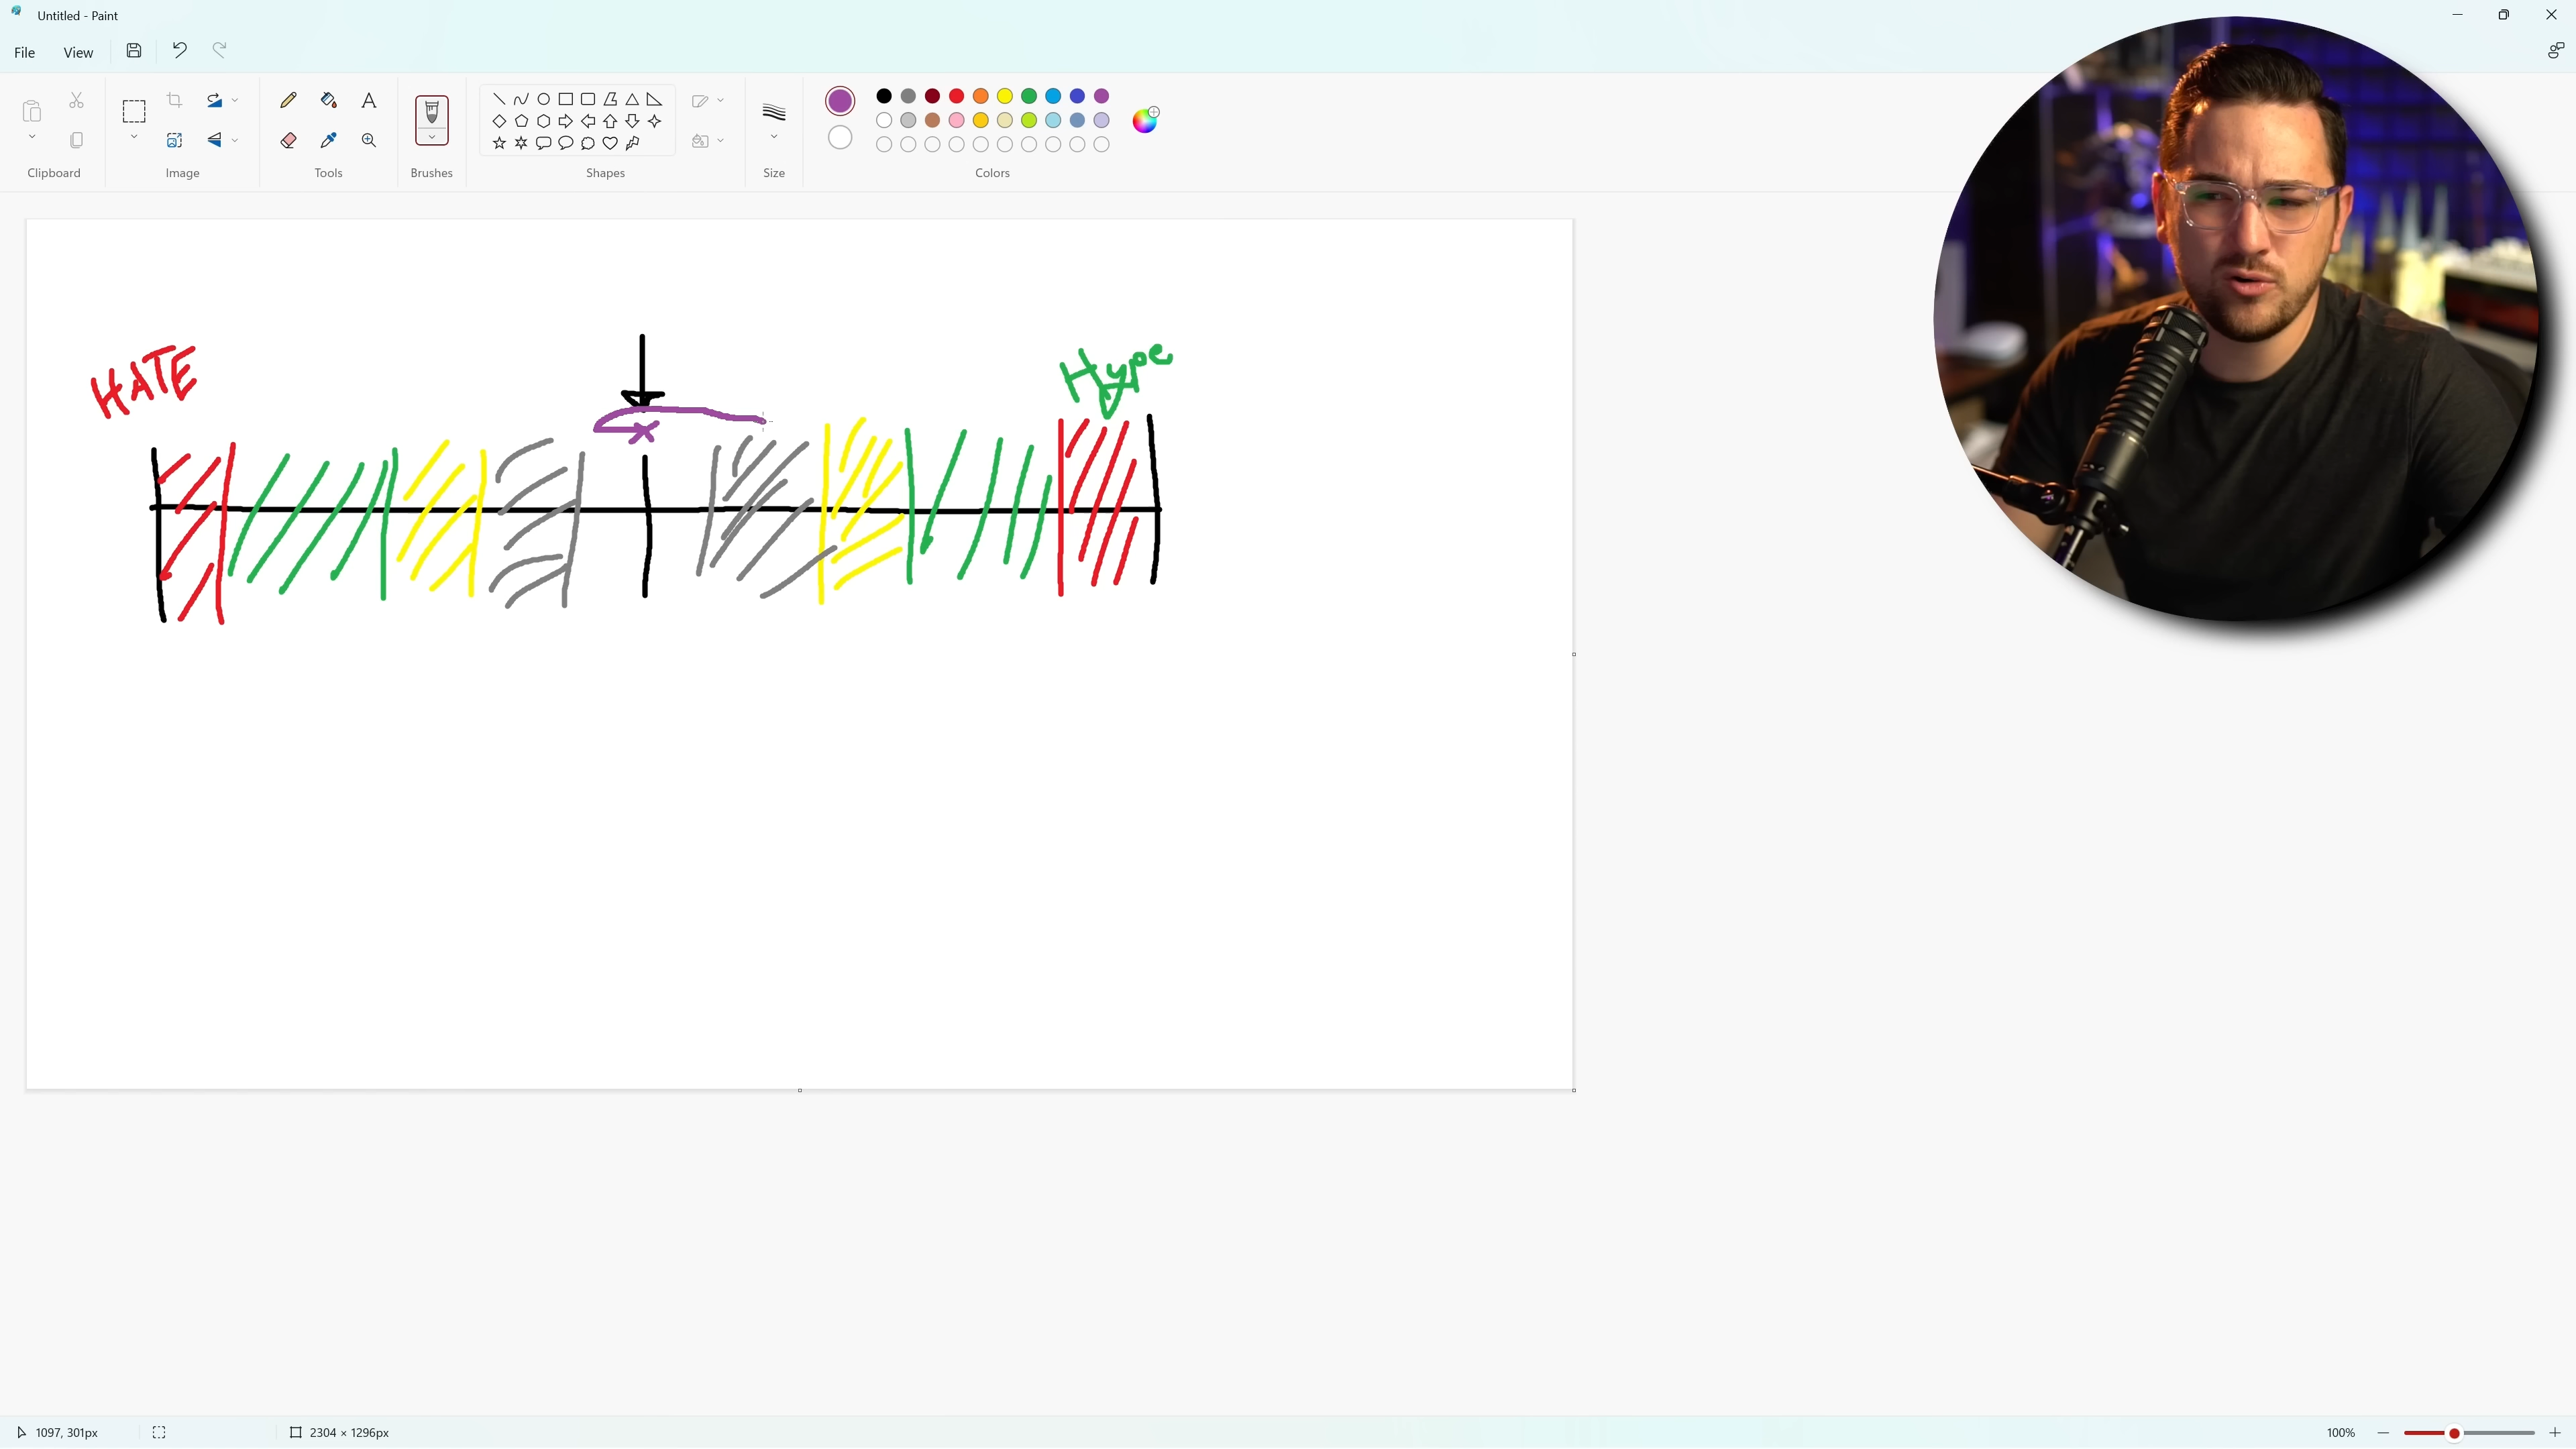 Untitled - Paint
File View
Clipboard Image Tools Brushes Shapes Size Colors
HATE
Hype
1097, 301px 2304 × 1296px 100%